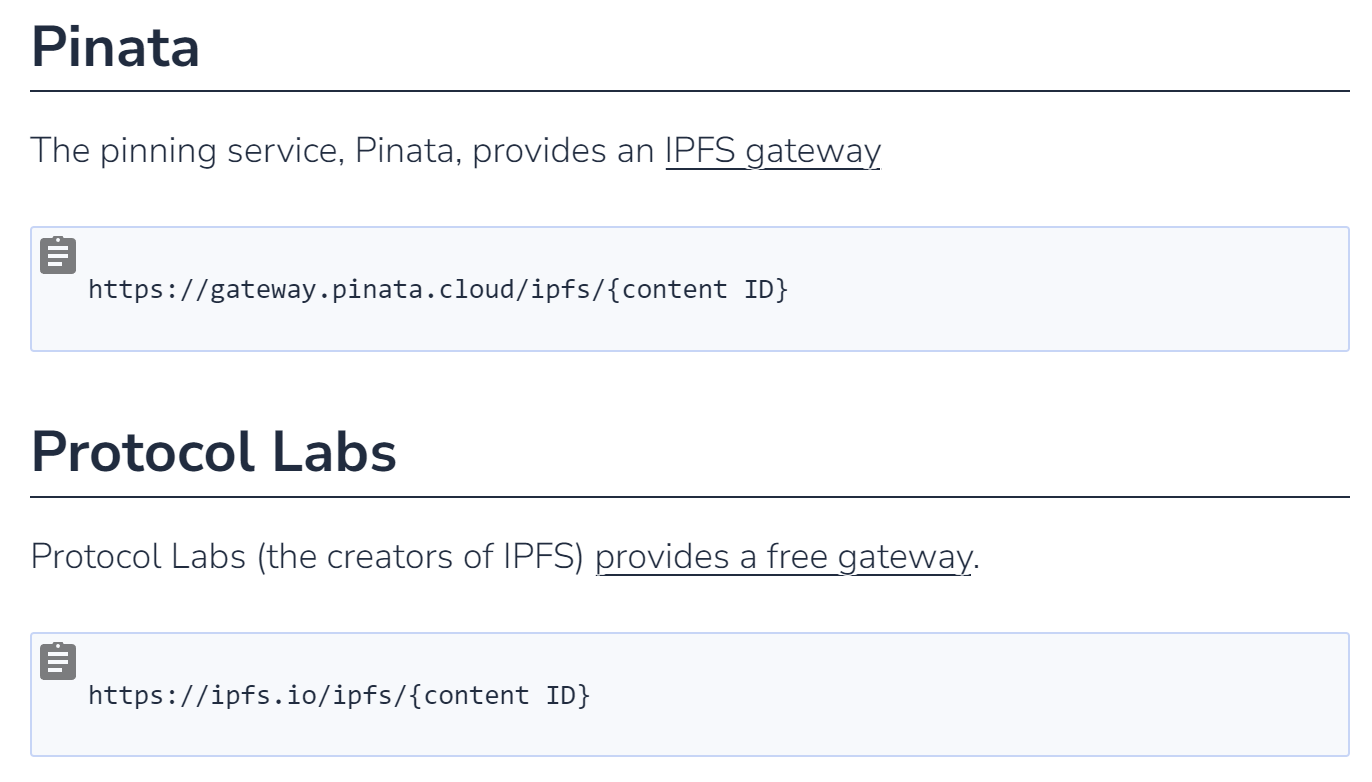 Pinata
The pinning service, Pinata, provides an IPFS gateway
https://gateway.pinata.cloud/ipfs/{content ID}
Protocol Labs
Protocol Labs (the creators of IPFS) provides a free gateway.
https://ipfs.io/ipfs/{content ID}